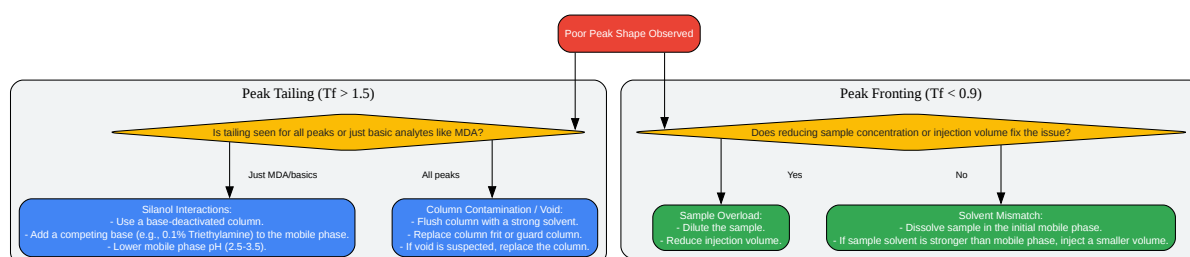 Poor Peak Shape Observed
Peak Tailing (Tf > 1.5)
Is tailing seen for all peaks or just basic analytes like MDA?
Just MDA/basics
All peaks
Silanol Interactions:
- Use a base-deactivated column.
- Add a competing base (e.g., 0.1% Triethylamine) to the mobile phase.
- Lower mobile phase pH (2.5-3.5).
Column Contamination / Void:
- Flush column with a strong solvent.
- Replace column frit or guard column.
- If void is suspected, replace the column.
Peak Fronting (Tf < 0.9)
Does reducing sample concentration or injection volume fix the issue?
Yes
No
Sample Overload:
- Dilute the sample.
- Reduce injection volume.
Solvent Mismatch:
- Dissolve sample in the initial mobile phase.
- If sample solvent is stronger than mobile phase, inject a smaller volume.